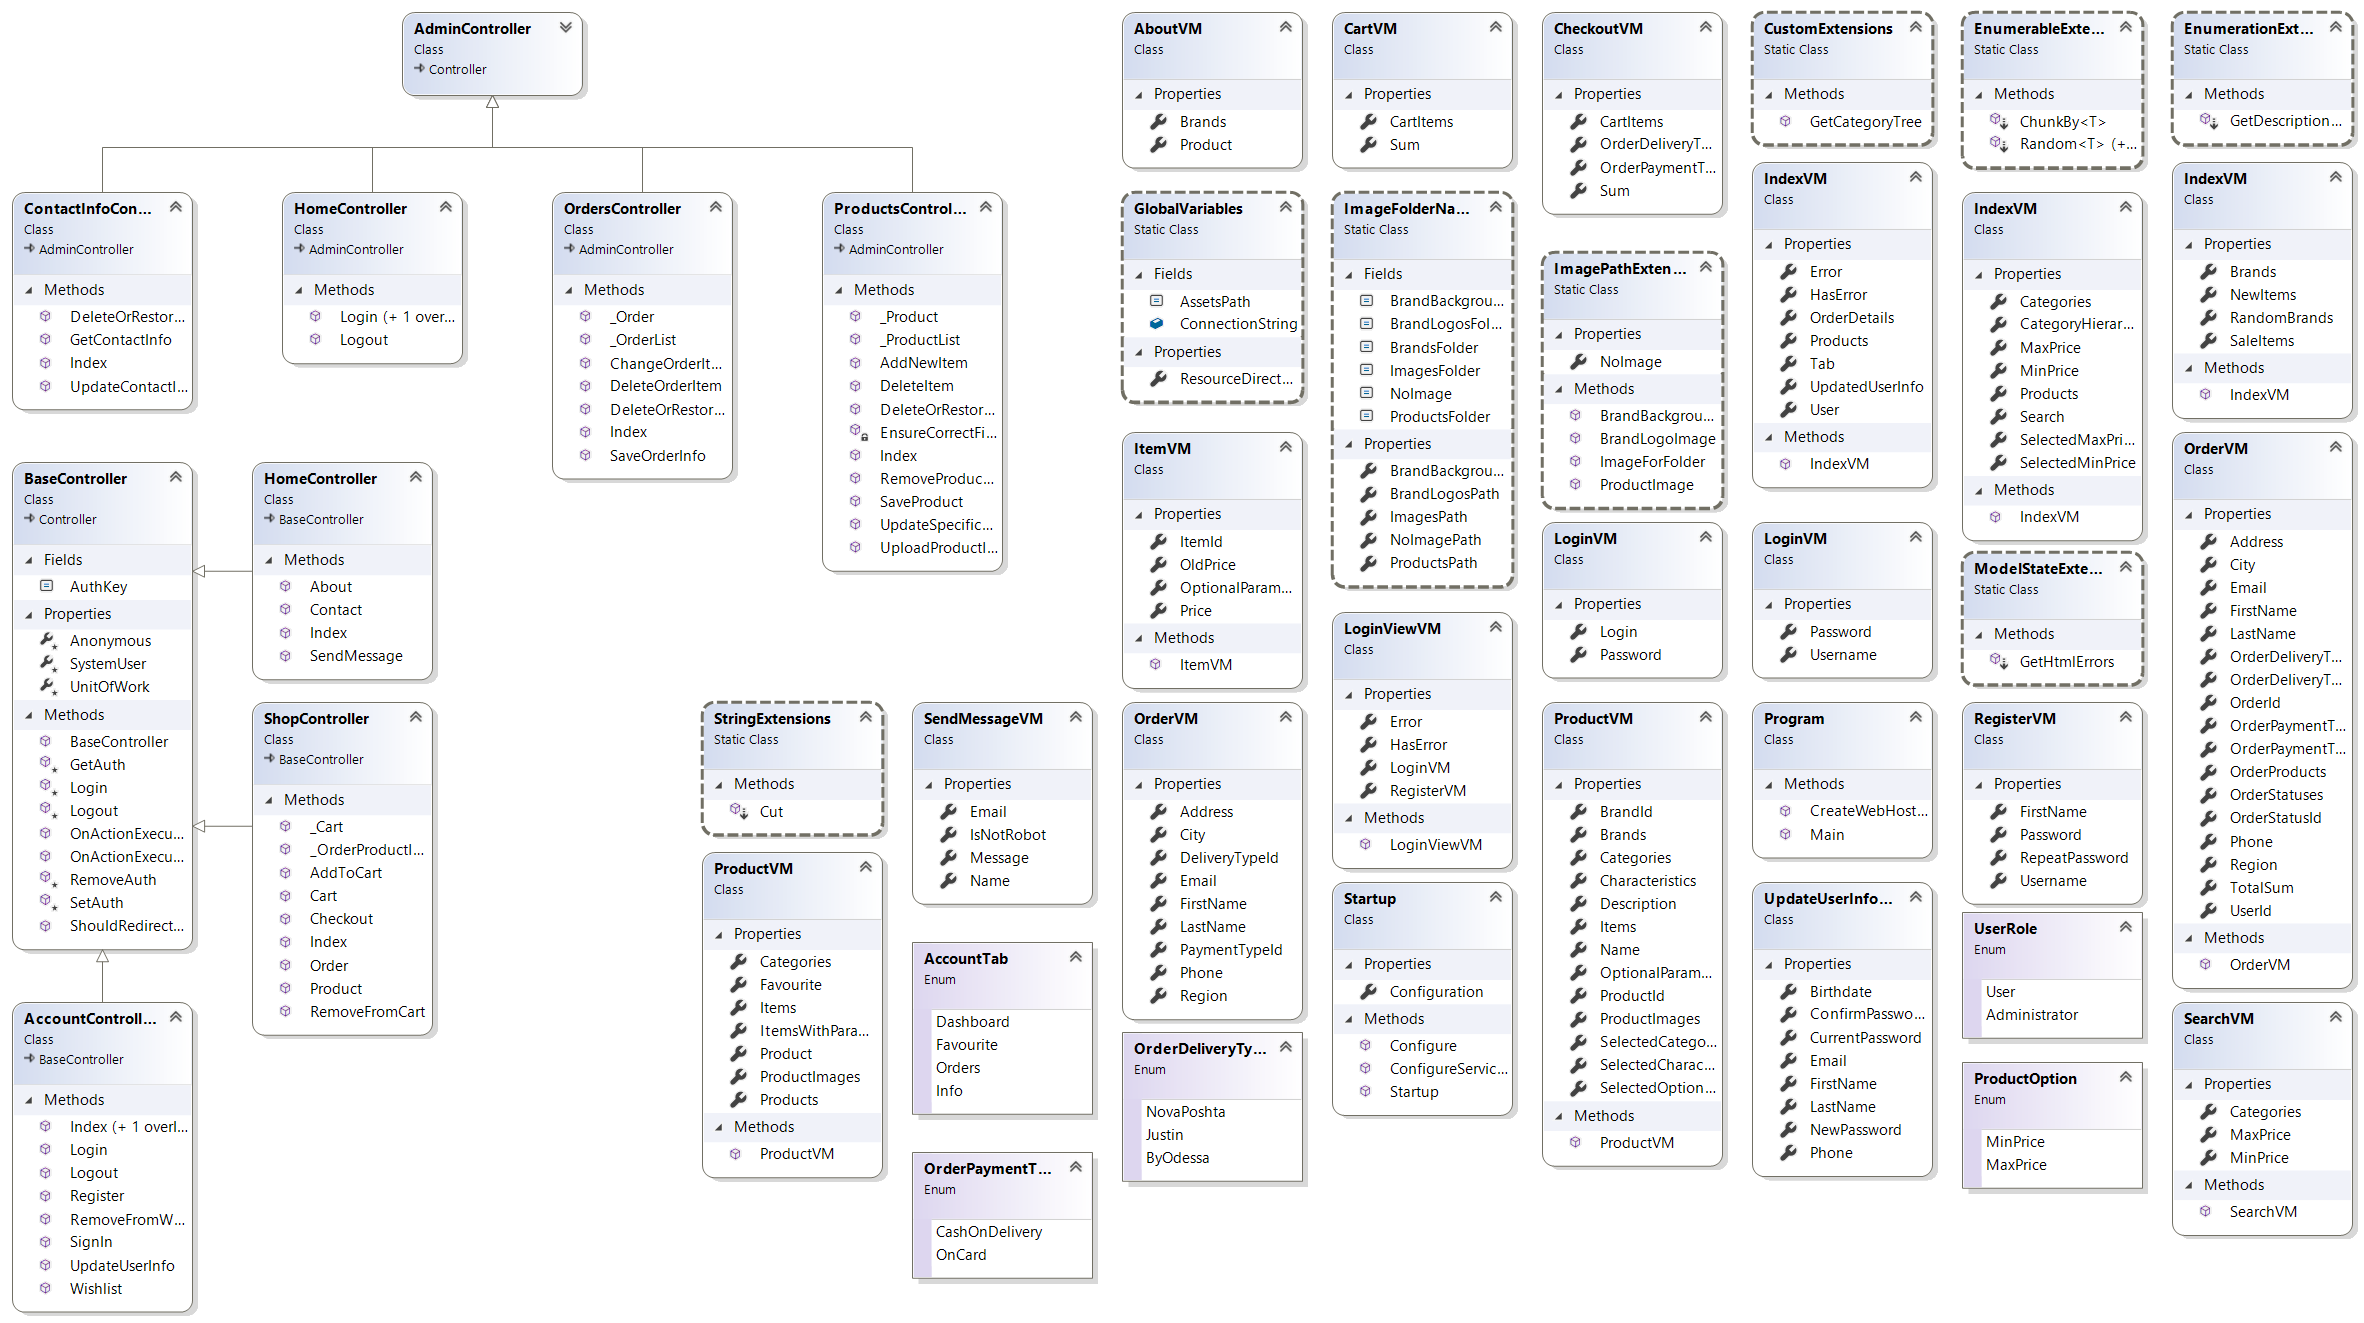 AdminController
Class
Controller
ContactInfoCon...
Class
AdminController
Methods
DeleteOrRestor...
GetContactInfo
Index
UpdateContactI...
HomeController
Class
AdminController
Methods
Login (+ 1 over...
Logout
OrdersController
Class
AdminController
Methods
_Order
_OrderList
ChangeOrderIt...
DeleteOrderItem
DeleteOrRestor...
Index
SaveOrderInfo
ProductsControl...
Class
AdminController
Methods
_Product
_ProductList
AddNewItem
DeleteItem
DeleteOrRestor...
EnsureCorrectFi...
Index
RemoveProduc...
SaveProduct
UpdateSpecific...
UploadProductI...
BaseController
Class
Controller
Fields
AuthKey
Properties
Anonymous
SystemUser
UnitOfWork
Methods
BaseController
GetAuth
Login
Logout
OnActionExecu...
OnActionExecu...
RemoveAuth
SetAuth
ShouldRedirect...
HomeController
Class
BaseController
Methods
About
Contact
Index
SendMessage
ShopController
Class
BaseController
Methods
_Cart
_OrderProductI...
AddToCart
Cart
Checkout
Index
Order
Product
RemoveFromCart
AccountControll...
Class
BaseController
Methods
Index (+ 1 overl...
Login
Logout
Register
RemoveFromW...
SignIn
UpdateUserInfo
Wishlist
StringExtensions
Static Class
Methods
Cut
ProductVM
Class
Properties
Categories
Favourite
Items
ItemsWithPara...
Product
ProductImages
Products
Methods
ProductVM
SendMessageVM
Class
Properties
Email
IsNotRobot
Message
Name
AccountTab
Enum
Dashboard
Favourite
Orders
Info
OrderPaymentT...
Enum
CashOnDelivery
OnCard
AboutVM
Class
Properties
Brands
Product
GlobalVariables
Static Class
Fields
AssetsPath
ConnectionString
Properties
ResourceDirect...
ItemVM
Class
Properties
ItemId
OldPrice
OptionalParam...
Price
Methods
ItemVM
OrderVM
Class
Properties
Address
City
DeliveryTypeId
Email
FirstName
LastName
PaymentTypeId
Phone
Region
OrderDeliveryTy...
Enum
NovaPoshta
Justin
ByOdessa
CartVM
Class
Properties
CartItems
Sum
ImageFolderNa...
Static Class
Fields
BrandBackgrou...
BrandLogosFol...
BrandsFolder
ImagesFolder
NoImage
ProductsFolder
Properties
BrandBackgrou...
BrandLogosPath
ImagesPath
NoImagePath
ProductsPath
LoginViewVM
Class
Properties
Error
HasError
LoginVM
RegisterVM
Methods
LoginViewVM
Startup
Class
Properties
Configuration
Methods
Configure
ConfigureServic...
Startup
CheckoutVM
Class
Properties
CartItems
OrderDeliveryT...
OrderPaymentT...
Sum
ImagePathExten...
Static Class
Properties
NoImage
Methods
BrandBackgrou...
BrandLogoImage
ImageForFolder
ProductImage
LoginVM
Class
Properties
Login
Password
ProductVM
Class
Properties
BrandId
Brands
Categories
Characteristics
Description
Items
Name
OptionalParam...
ProductId
ProductImages
SelectedCatego...
SelectedCharac...
SelectedOption...
Methods
ProductVM
CustomExtensions
Static Class
Methods
GetCategoryTree
IndexVM
Class
Properties
Error
HasError
OrderDetails
Products
Tab
UpdatedUserInfo
User
Methods
IndexVM
LoginVM
Class
Properties
Password
Username
Program
Class
Methods
CreateWebHost...
Main
UpdateUserInfo...
Class
Properties
Birthdate
ConfirmPasswo...
CurrentPassword
Email
FirstName
LastName
NewPassword
Phone
EnumerableExte...
Static Class
Methods
ChunkBy<T>
Random<T> (+...
IndexVM
Class
Properties
Categories
CategoryHierar...
MaxPrice
MinPrice
Products
Search
SelectedMaxPri...
SelectedMinPrice
Methods
IndexVM
ModelStateExte...
Static Class
Methods
GetHtmlErrors
RegisterVM
Class
Properties
FirstName
Password
RepeatPassword
Username
UserRole
Enum
User
Administrator
ProductOption
Enum
MinPrice
MaxPrice
EnumerationExt...
Static Class
Methods
GetDescription...
IndexVM
Class
Properties
Brands
NewItems
RandomBrands
SaleItems
Methods
IndexVM
OrderVM
Class
Properties
Address
City
Email
FirstName
LastName
OrderDeliveryT...
OrderDeliveryT...
OrderId
OrderPaymentT...
OrderPaymentT...
OrderProducts
OrderStatuses
OrderStatusId
Phone
Region
TotalSum
UserId
Methods
OrderVM
SearchVM
Class
Properties
Categories
MaxPrice
MinPrice
Methods
SearchVM